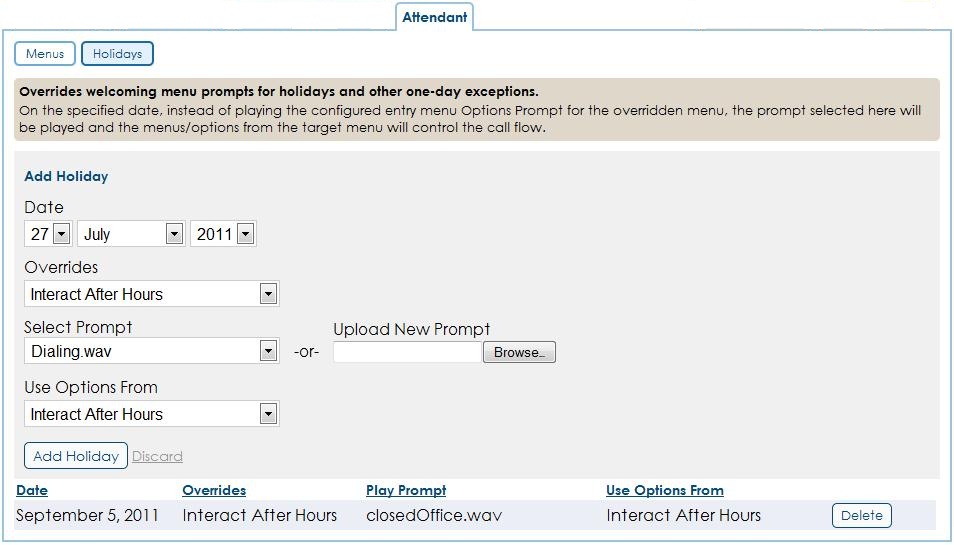 Attendant
Menus Holidays
Overrides welcoming menu prompts for holidays and other one-day exceptions.
On the specified date, instead of playing the configured entry menu Options Prompt for the overridden menu, the prompt selected here will
be played and the menus/options from the target menu will control the call flow.
Add Holiday
Date
27 July 2011
Overrides
Interact After Hours
Select Prompt Upload New Prompt
Dialing.wav -or- Browse...
Use Options From
Interact After Hours
Add Holiday Discard
Date Overrides Play Prompt Use Options From
September 5, 2011 Interact After Hours closedOffice.wav Interact After Hours Delete